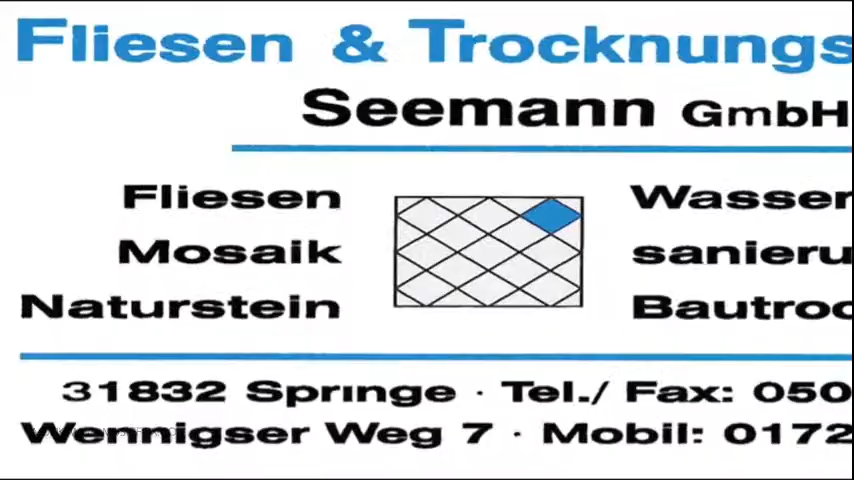 Fliesen & Trocknungs
Seemann GmbH
Fliesen
Mosaik
Naturstein
Wasser
sanieru
Bautroc
31832 Springe · Tel./ Fax: 050
Wennigser Weg 7 · Mobil: 0172